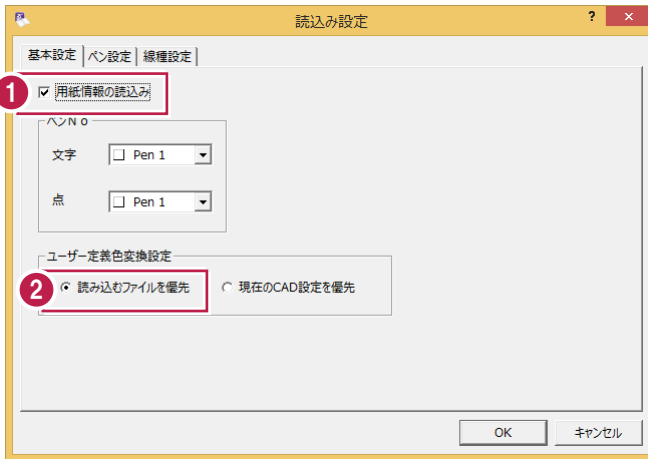 読込み設定
?
×
基本設定 ペン設定 線種設定
1
用紙情報の読込み
ペンNo
文字 Pen 1
点 Pen 1
ユーザー定義色変換設定
2
読み込むファイルを優先 現在のCAD設定を優先
OK キャンセル